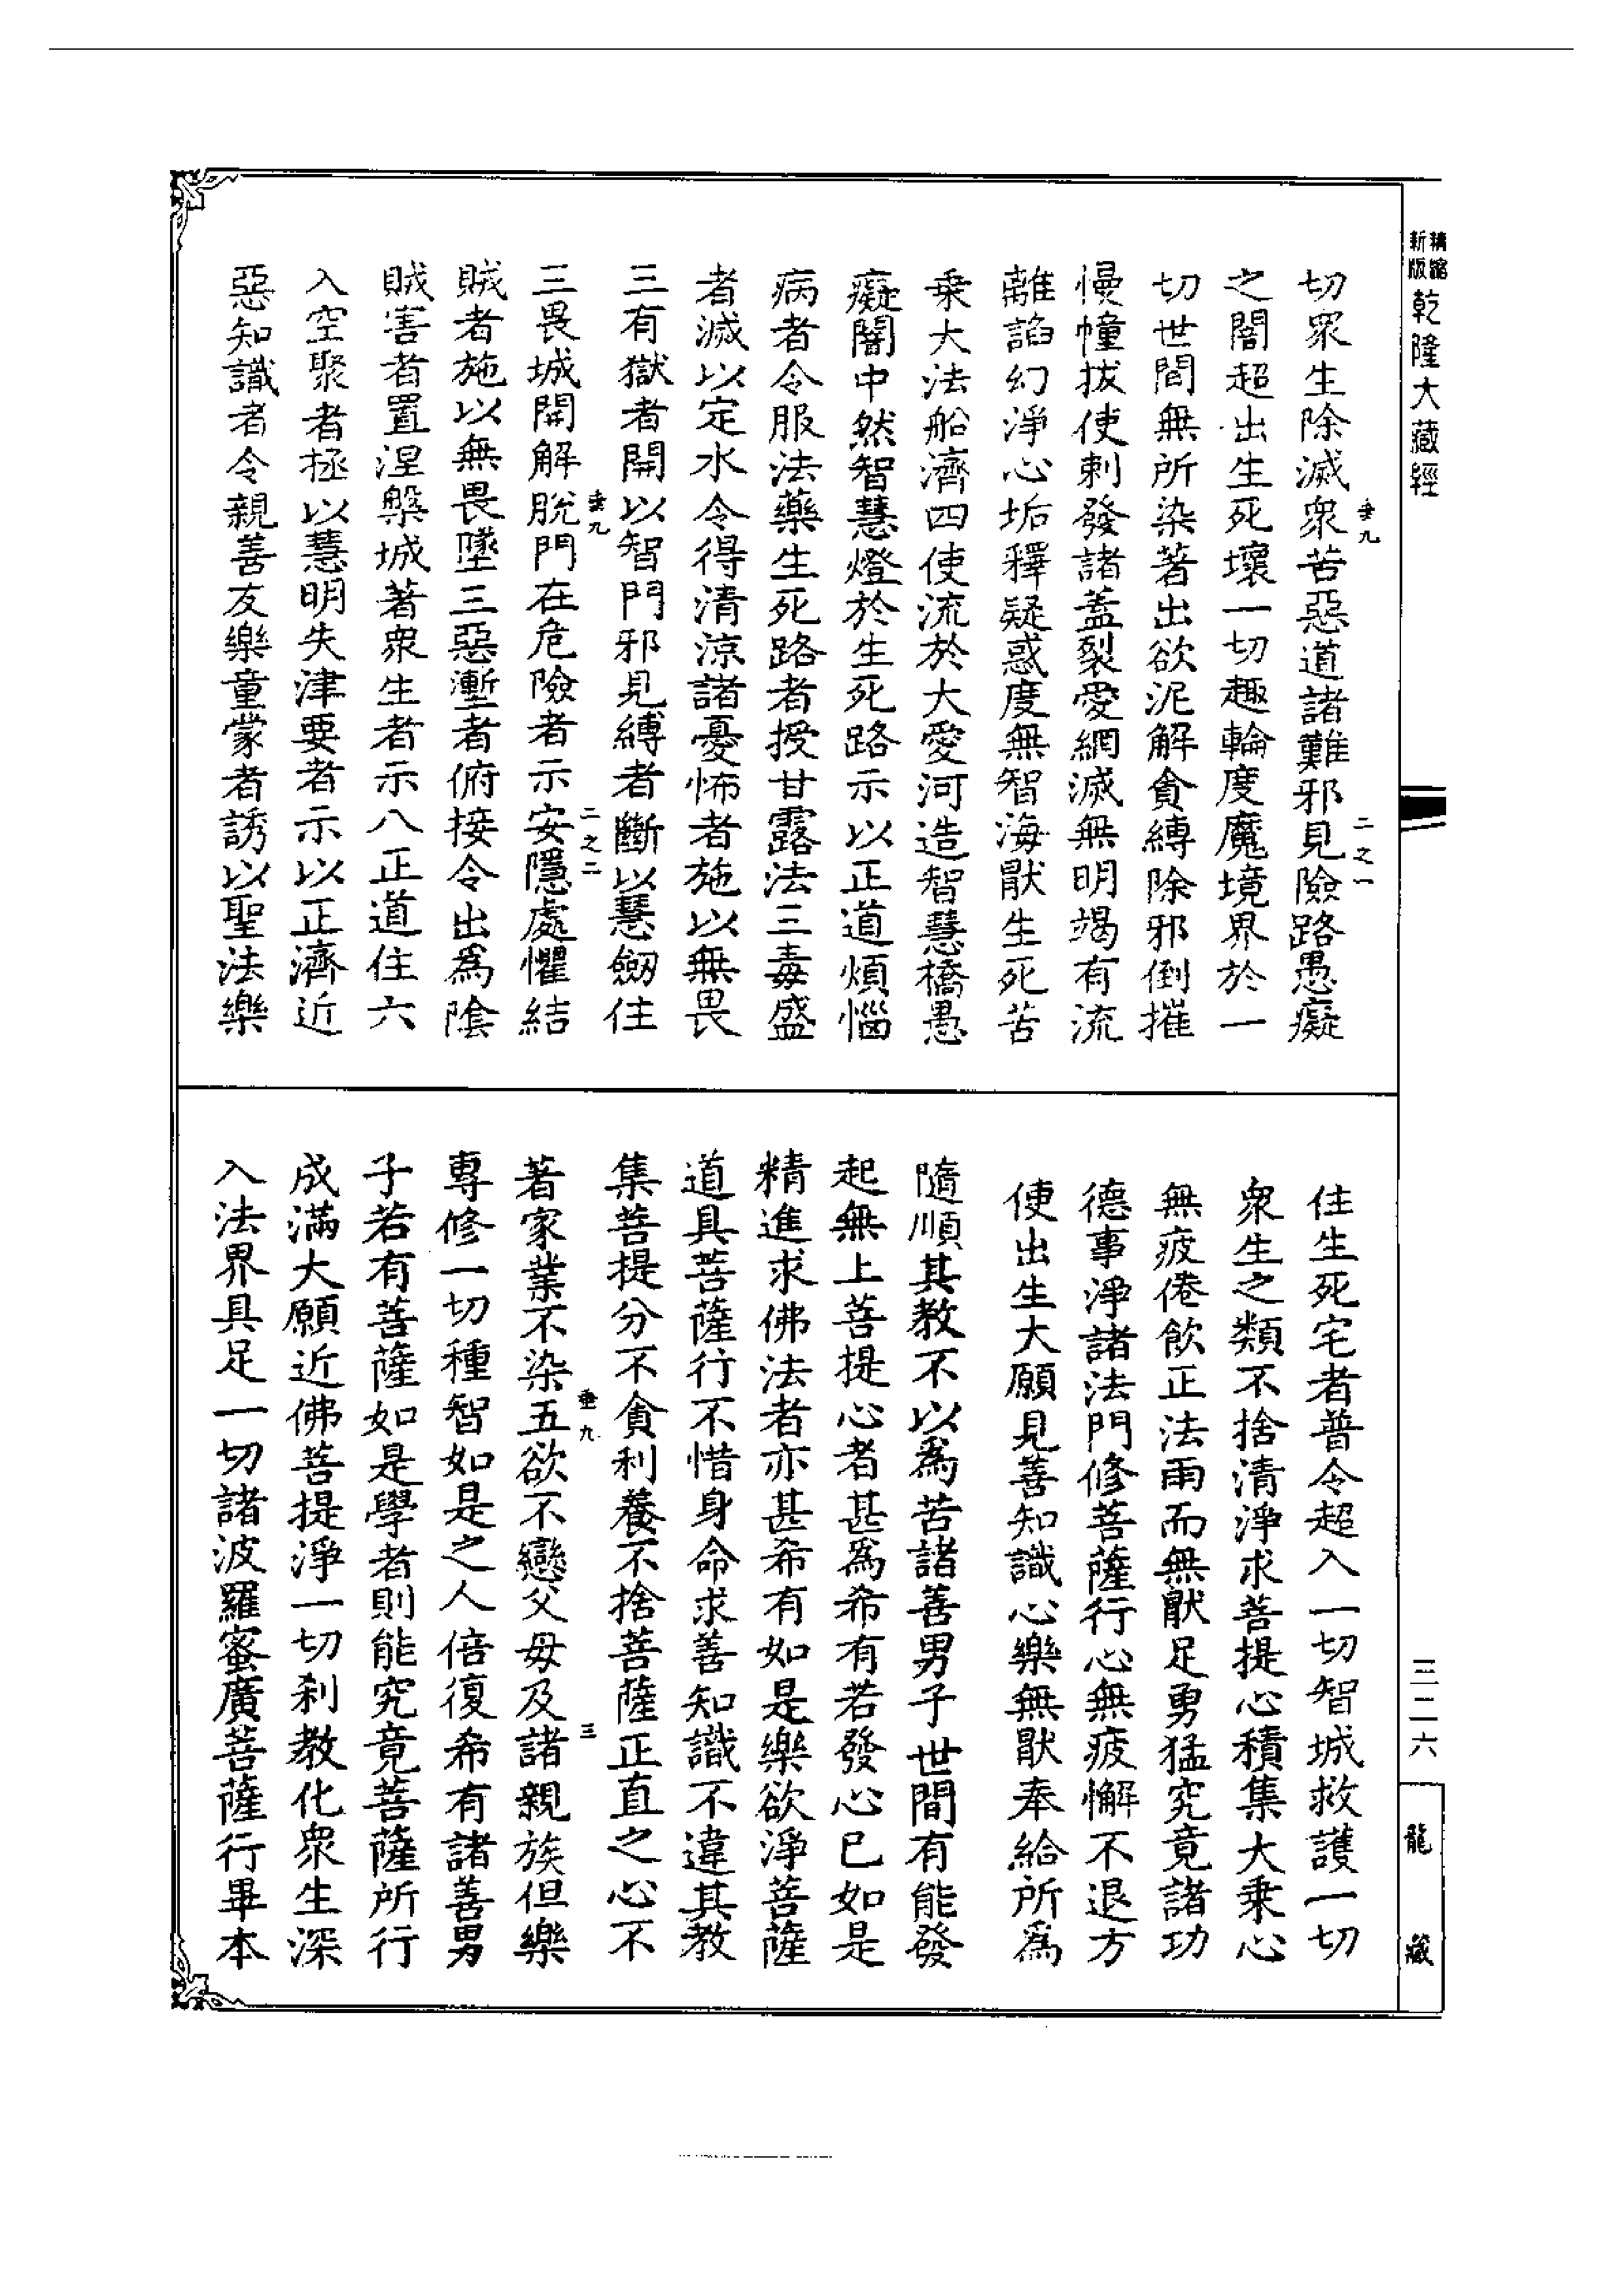 精縮新版乾隆大藏經
垂九
二之一
切衆生除滅衆苦惡道諸難邪見險路愚癡
之闇超出生死壞一切趣輪度魔境界於一
切世間無所染著出欲泥解貪縛除邪倒摧
慢幢拔使剌發諸蓋裂愛網滅無明竭有流
離諂幻淨心垢釋疑惑度無智海猒生死苦
乗大法船濟四使流於大愛河造智慧橋愚
癡闇中然智慧燈於生死路示以正道煩惱
病者令服法藥生死路者授甘露法三毒盛
者滅以定水令得清涼諸憂怖者施以無畏
三有獄者開以智門邪見縛者斷以慧劒住
垂九
二之二
三畏城開解脫門在危險者示安隱處懼結
賊者施以無畏墜三惡塹者俯接令出爲陰
賊害者置涅槃城著衆生者示八正道住六
入空聚者拯以慧明失津要者示以正濟近
惡知識者令親善友樂童蒙者誘以聖法樂
住生死宅者普令超入一切智城救護一切
衆生之類不捨清淨求菩提心積集大乗心
無疲倦飲正法雨而無猒足勇猛究竟諸功
德事淨諸法門修菩薩行心無疲懈不退方
便出生大願見善知識心樂無猒奉給所爲
隨順其教不以爲苦諸善男子世間有能發
起無上菩提心者甚爲希有若發心已如是
精進求佛法者亦甚希有如是樂欲淨菩薩
道具菩薩行不惜身命求善知識不違其教
集菩提分不貪利養不捨菩薩正直之心不
垂九
三
著家業不染五欲不戀父母及諸親族但樂
專修一切種智如是之人倍復希有諸善男
子若有菩薩如是學者則能究竟菩薩所行
成滿大願近佛菩提淨一切刹教化衆生深
入法界具足一切諸波羅蜜廣菩薩行畢本
三二六
龍藏